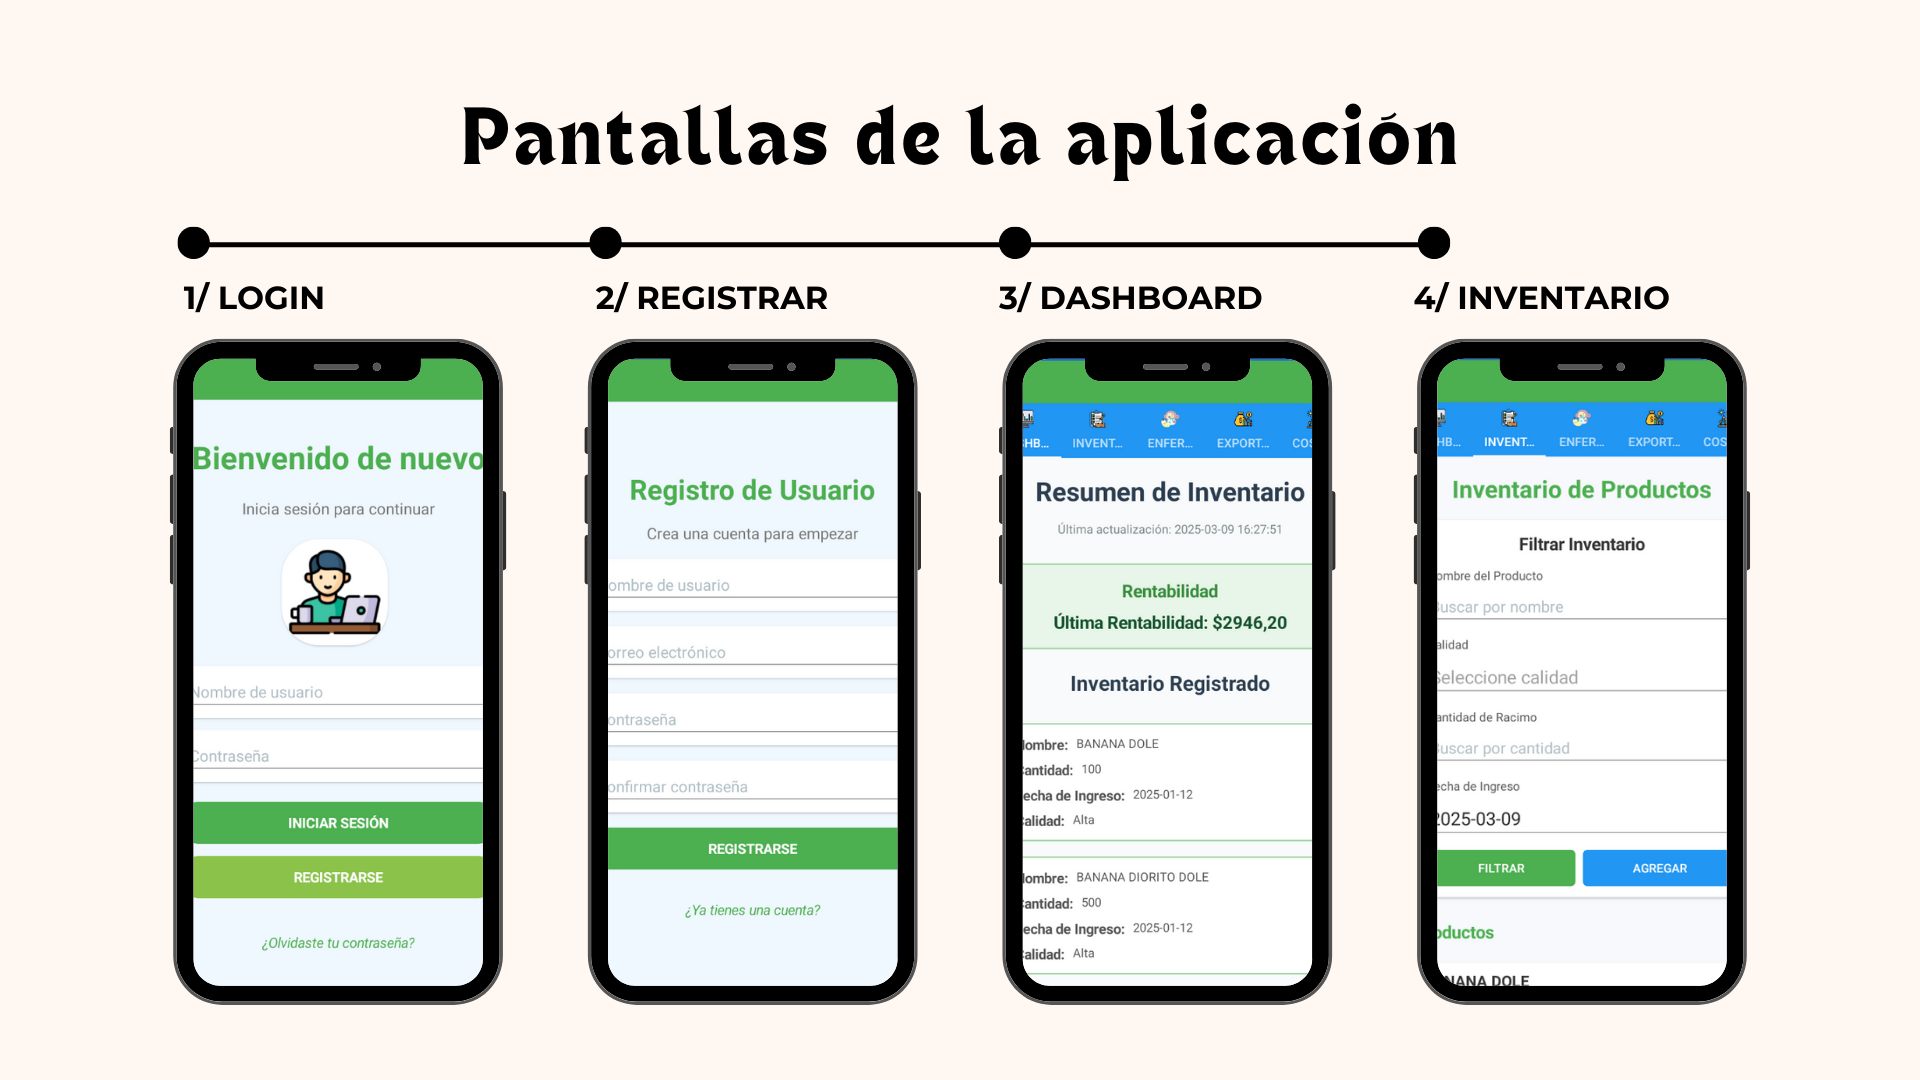 Pantallas de la aplicación
1/ LOGIN
2/ REGISTRAR
3/ DASHBOARD
4/ INVENTARIO
Bienvenido de nuevo
Inicia sesión para continuar
Nombre de usuario
Contraseña
INICIAR SESIÓN
REGISTRARSE
¿Olvidaste tu contraseña?
Registro de Usuario
Crea una cuenta para empezar
ombre de usuario
orreo electrónico
ontraseña
onfirmar contraseña
REGISTRARSE
¿Ya tienes una cuenta?
HB... INVENT... ENFER... EXPORT... COS
Resumen de Inventario
Última actualización: 2025-03-09 16:27:51
Rentabilidad
Última Rentabilidad: $2946,20
Inventario Registrado
ombre: BANANA DOLE
antidad: 100
echa de Ingreso: 2025-01-12
alidad: Alta
ombre: BANANA DIORITO DOLE
antidad: 500
echa de Ingreso: 2025-01-12
alidad: Alta
HB... INVENT... ENFER... EXPORT... COS
Inventario de Productos
Filtrar Inventario
ombre del Producto
Buscar por nombre
alidad
Seleccione calidad
antidad de Racimo
Buscar por cantidad
echa de Ingreso
2025-03-09
FILTRAR AGREGAR
oductos
NANA DOLE